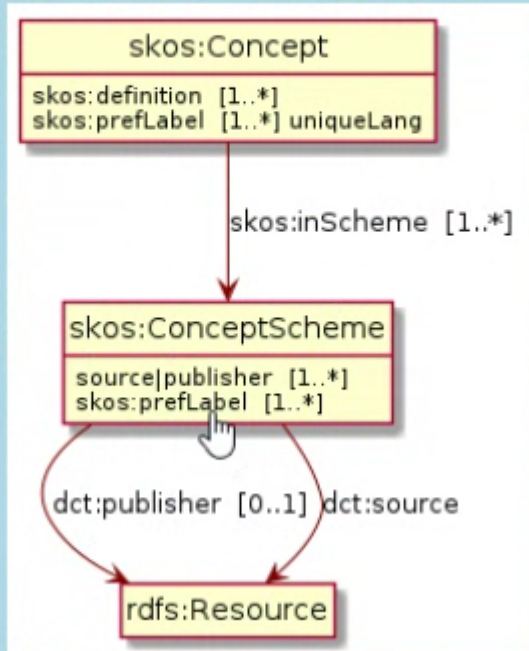 skos:Concept
skos:definition [1..*]
skos:prefLabel [1..*] uniqueLang
skos:inScheme [1..*]
skos:ConceptScheme
source|publisher [1..*]
skos:prefLabel [1..*]
dct:publisher [0..1] dct:source
rdfs:Resource